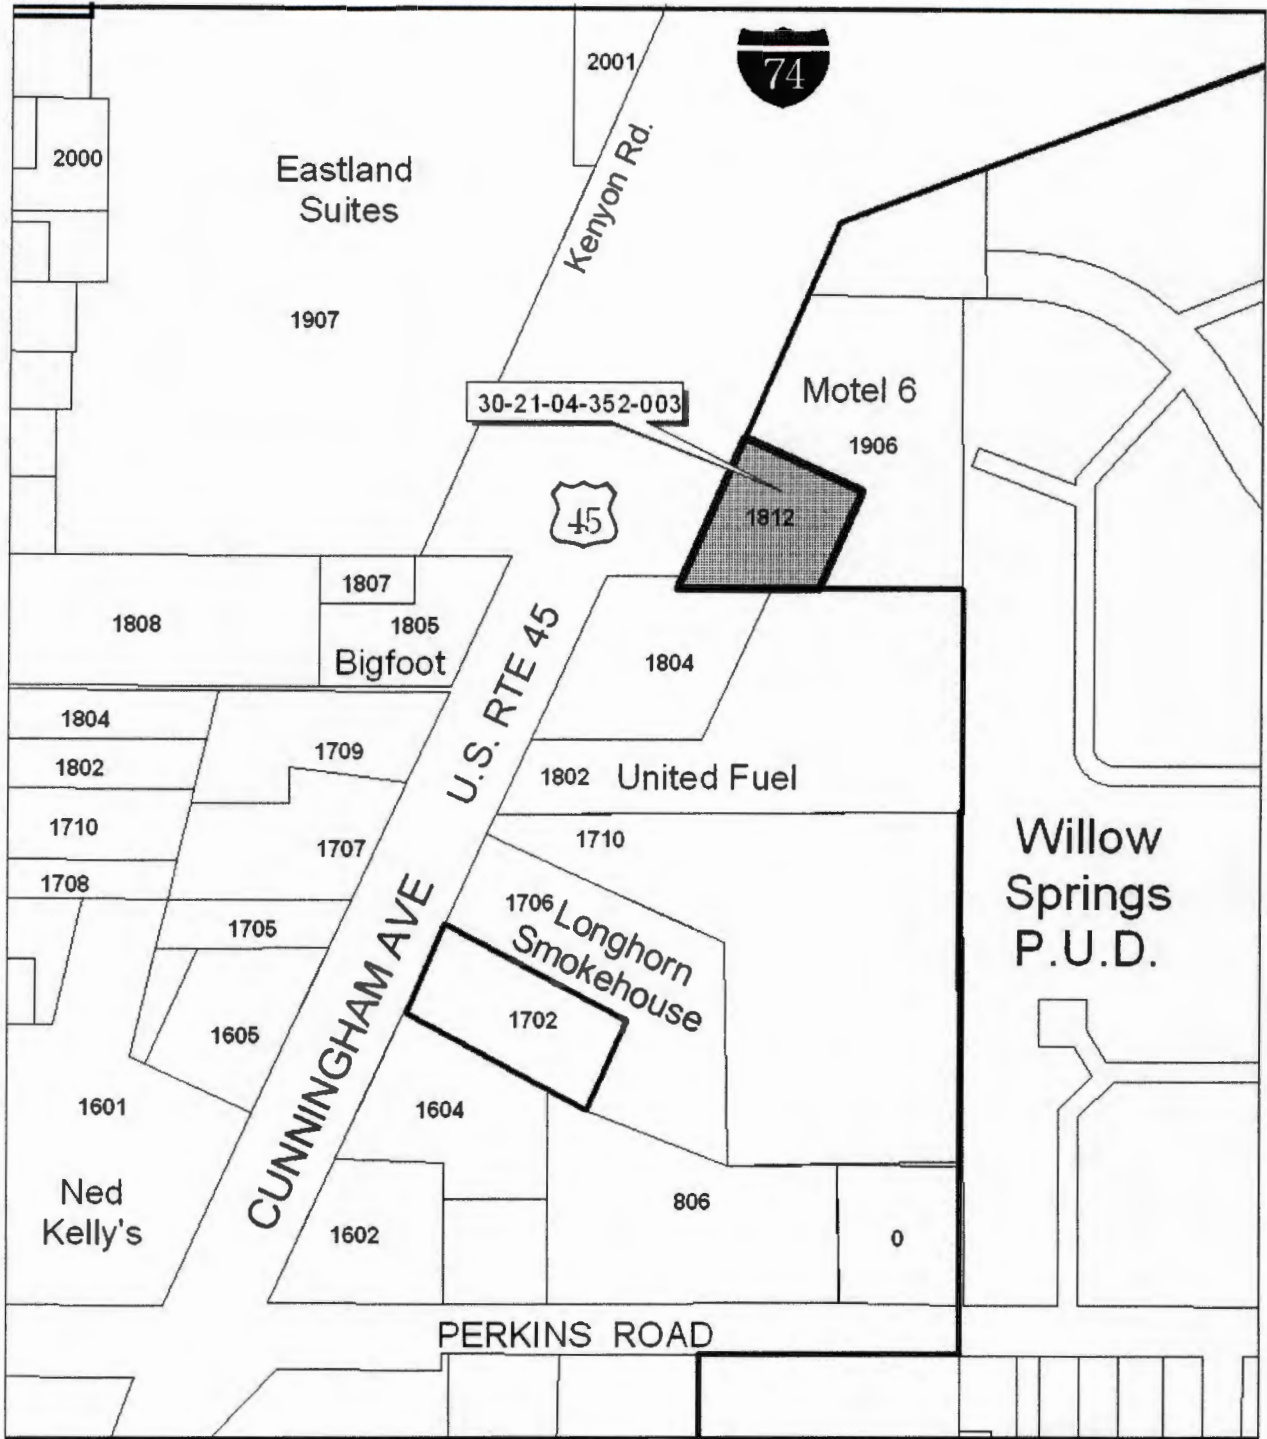 2001
74
2000
Eastland
Suites
Kenyon Rd.
1907
Motel 6
30-21-04-352-003
1906
45
1812
1807
1808
1805
Bigfoot
U.S. RTE 45
1804
1804
1709
1802
1802
United Fuel
1710
1707
1710
Willow
Springs
P.U.D.
1708
1706
Longhorn
Smokehouse
1705
CUNNINGHAM AVE
1702
1605
1601
1604
Ned
Kelly's
806
1602
0
PERKINS ROAD